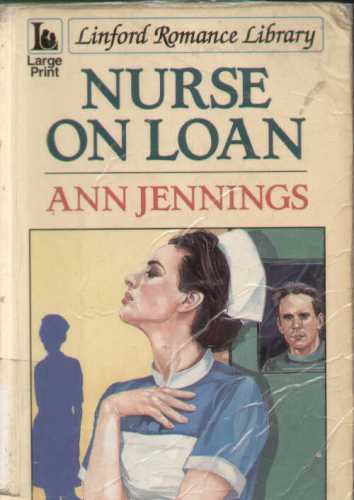 Linford Romance Library
Large
Print
NURSE
ON LOAN
ANN JENNINGS